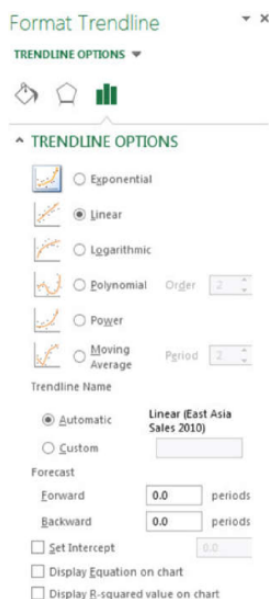 Format Trendline
TRENDLINE OPTIONS
TRENDLINE OPTIONS
Exponential
Linear
Logarithmic
Polynomial Order 2
Power
Moving Average Period 2
Trendline Name
Automatic Linear (East Asia Sales 2010)
Custom
Forecast
Forward 0.0 periods
Backward 0.0 periods
Set Intercept 0.0
Display Equation on chart
Display R-squared value on chart